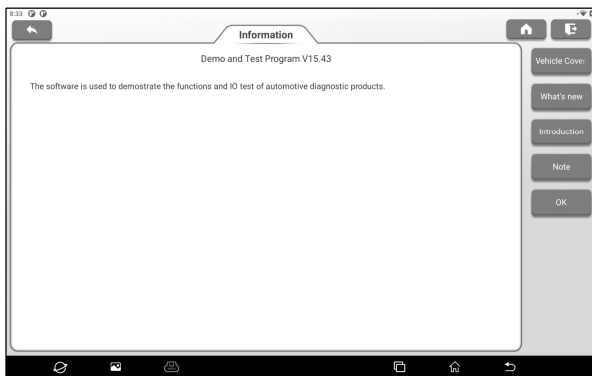 8:33
Information
Demo and Test Program V15.43
The software is used to demostrate the functions and IO test of automotive diagnostic products.
Vehicle Cover
What's new
Introduction
Note
OK